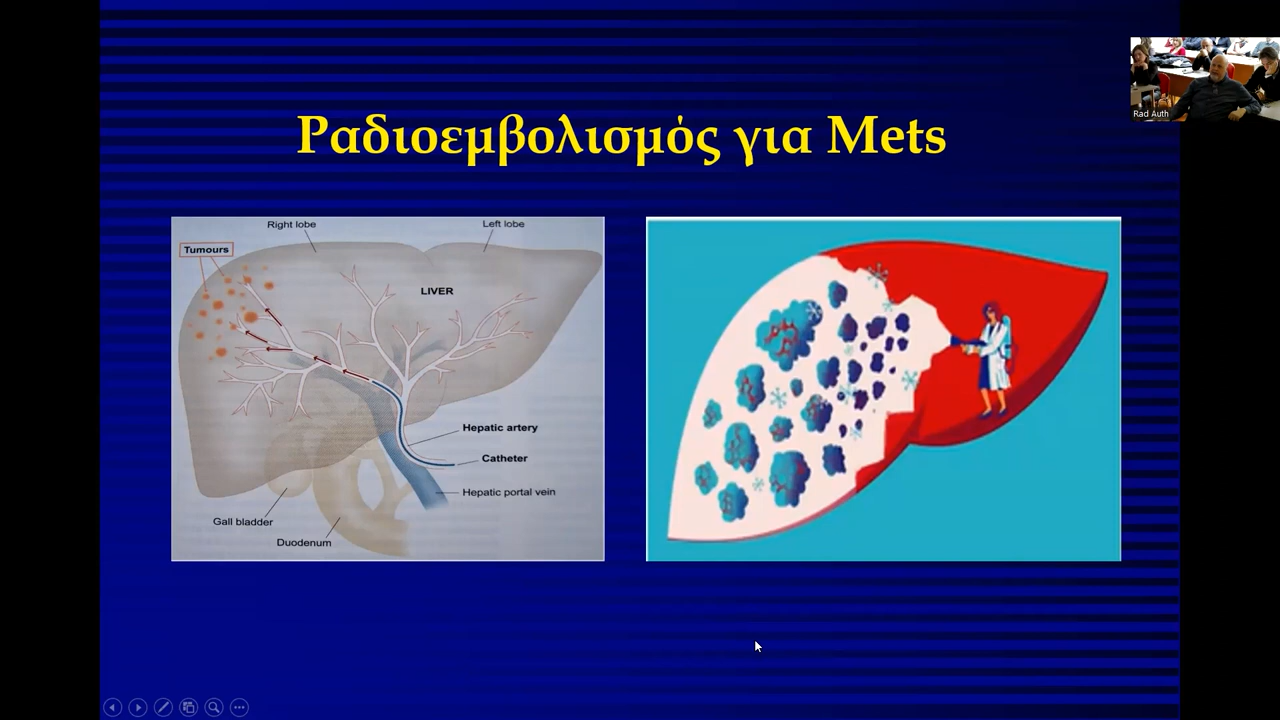 Ραδιοεμβολισμός για Mets
Rad Auth
Right lobe
Left lobe
Tumours
LIVER
Hepatic artery
Catheter
Hepatic portal vein
Gall bladder
Duodenum